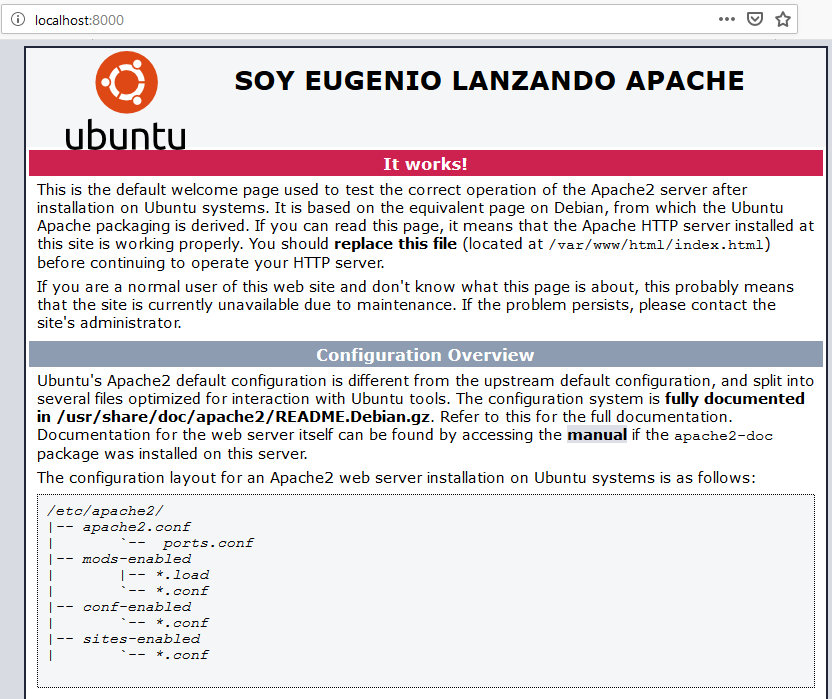 localhost:8000
SOY EUGENIO LANZANDO APACHE
ubuntu
It works!
This is the default welcome page used to test the correct operation of the Apache2 server after
installation on Ubuntu systems. It is based on the equivalent page on Debian, from which the Ubuntu
Apache packaging is derived. If you can read this page, it means that the Apache HTTP server installed at
this site is working properly. You should replace this file (located at /var/www/html/index.html)
before continuing to operate your HTTP server.
If you are a normal user of this web site and don't know what this page is about, this probably means
that the site is currently unavailable due to maintenance. If the problem persists, please contact the
site's administrator.
Configuration Overview
Ubuntu's Apache2 default configuration is different from the upstream default configuration, and split into
several files optimized for interaction with Ubuntu tools. The configuration system is fully documented
in /usr/share/doc/apache2/README.Debian.gz. Refer to this for the full documentation.
Documentation for the web server itself can be found by accessing the manual if the apache2-doc
package was installed on this server.
The configuration layout for an Apache2 web server installation on Ubuntu systems is as follows:
/etc/apache2/
|-- apache2.conf
|       `--  ports.conf
|-- mods-enabled
|       |-- *.load
|       `-- *.conf
|-- conf-enabled
|       `-- *.conf
|-- sites-enabled
|       `-- *.conf